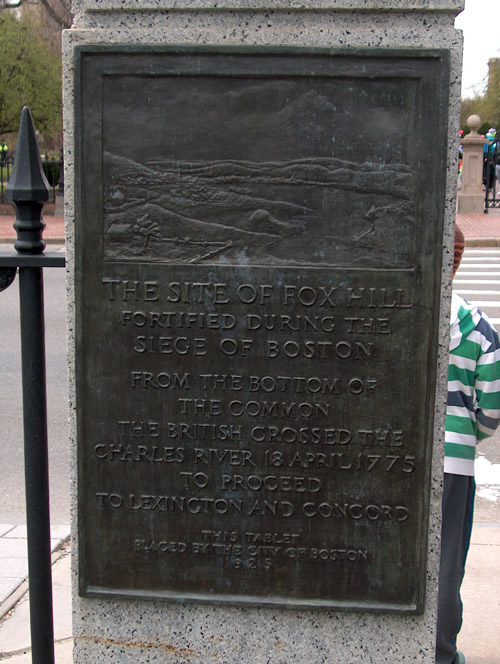 THE SITE OF FOX HILL
FORTIFIED DURING THE
SIEGE OF BOSTON
FROM THE BOTTOM OF
THE COMMON
THE BRITISH CROSSED THE
CHARLES RIVER 18 APRIL 1775
TO PROCEED
TO LEXINGTON AND CONCORD
THIS TABLET
PLACED BY THE CITY OF BOSTON
1925